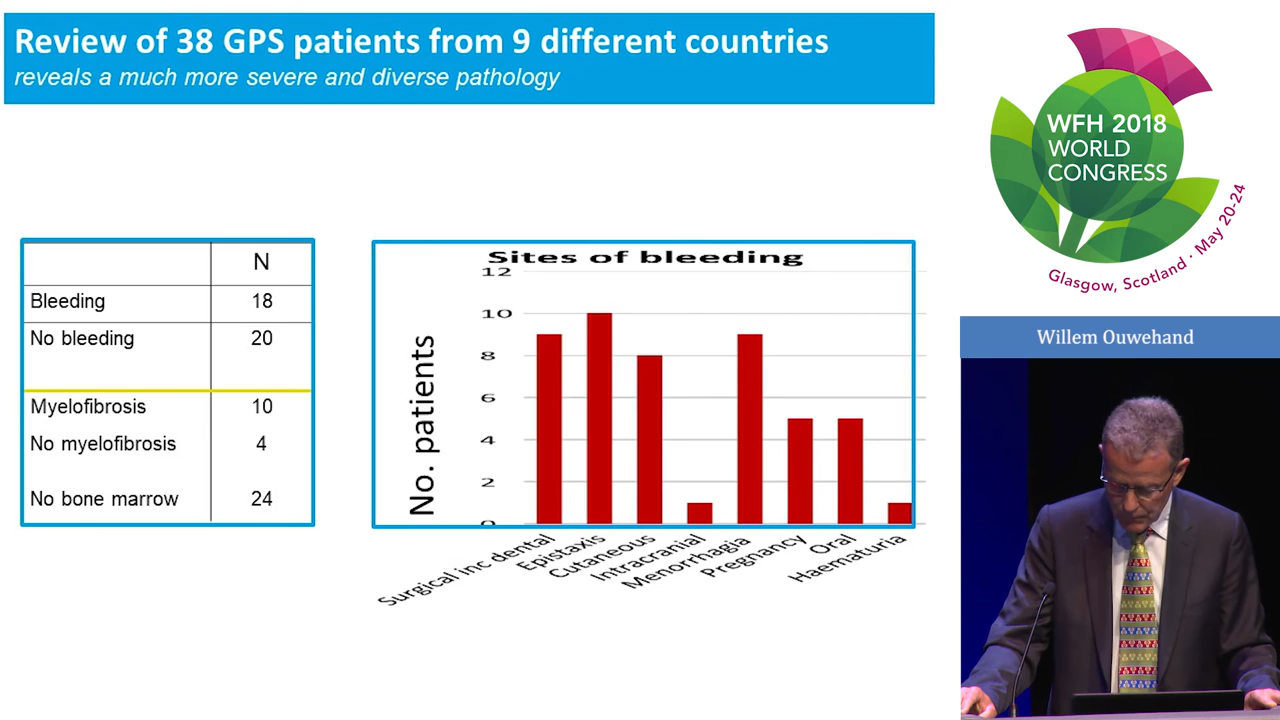 Review of 38 GPS patients from 9 different countries
reveals a much more severe and diverse pathology
N
Bleeding 18
No bleeding 20
Myelofibrosis 10
No myelofibrosis 4
No bone marrow 24
Sites of bleeding
No. patients
12
10
8
6
4
2
0
Surgical inc dental
Epistaxis
Cutaneous
Intracranial
Menorrhagia
Pregnancy
Oral
Haematuria
WFH 2018
WORLD
CONGRESS
Glasgow, Scotland · May 20-24
Willem Ouwehand